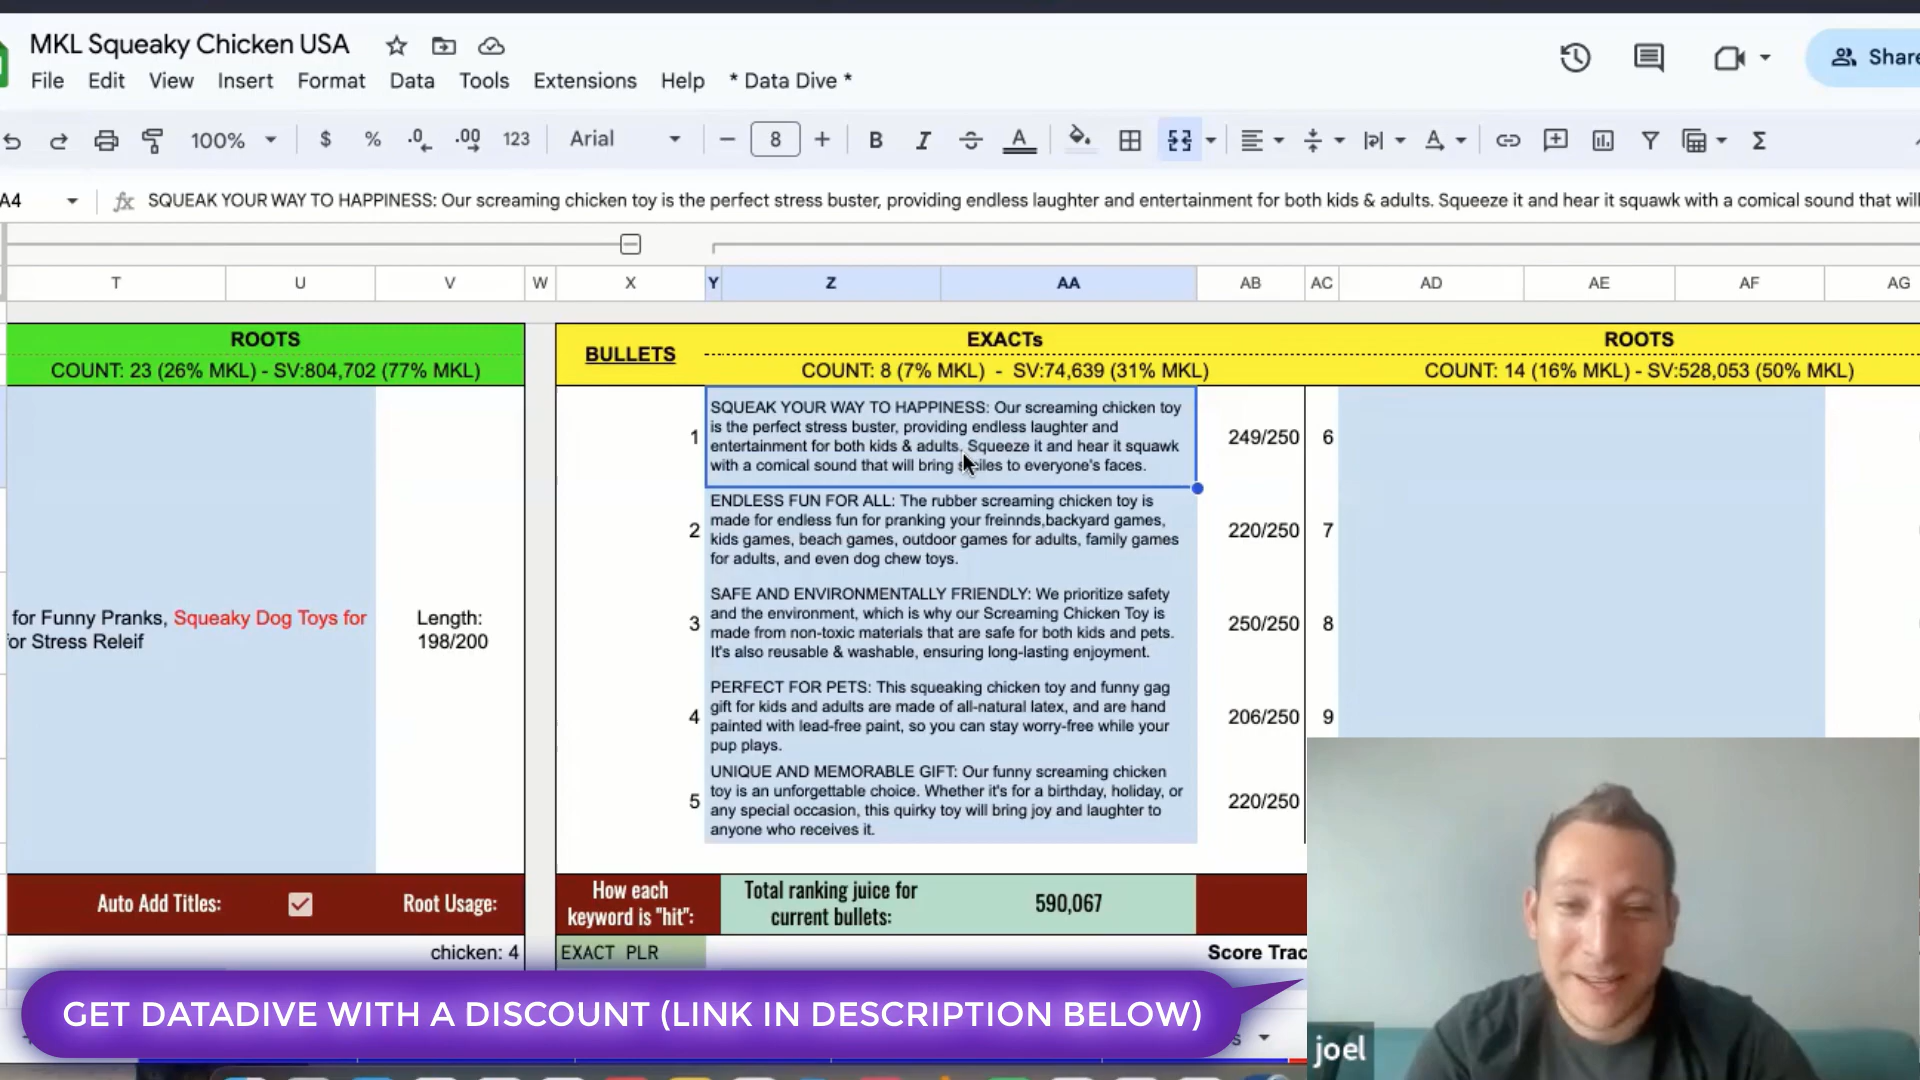 MKL Squeaky Chicken USA
Share
File Edit View Insert Format Data Tools Extensions Help * Data Dive *
100% $ % .0 .00 123 Arial 8 B I S A
A4 fx SQUEAK YOUR WAY TO HAPPINESS: Our screaming chicken toy is the perfect stress buster, providing endless laughter and entertainment for both kids & adults. Squeeze it and hear it squawk with a comical sound that will
T U V W X Y Z AA AB AC AD AE AF AG
ROOTS
COUNT: 23 (26% MKL) - SV:804,702 (77% MKL)
BULLETS
EXACTs
COUNT: 8 (7% MKL) - SV:74,639 (31% MKL)
ROOTS
COUNT: 14 (16% MKL) - SV:528,053 (50% MKL)
for Funny Pranks, Squeaky Dog Toys for
or Stress Releif
Length:
198/200
1
SQUEAK YOUR WAY TO HAPPINESS: Our screaming chicken toy
is the perfect stress buster, providing endless laughter and
entertainment for both kids & adults. Squeeze it and hear it squawk
with a comical sound that will bring smiles to everyone's faces.
249/250
6
2
ENDLESS FUN FOR ALL: The rubber screaming chicken toy is
made for endless fun for pranking your freinnds,backyard games,
kids games, beach games, outdoor games for adults, family games
for adults, and even dog chew toys.
220/250
7
3
SAFE AND ENVIRONMENTALLY FRIENDLY: We prioritize safety
and the environment, which is why our Screaming Chicken Toy is
made from non-toxic materials that are safe for both kids and pets.
It's also reusable & washable, ensuring long-lasting enjoyment.
250/250
8
4
PERFECT FOR PETS: This squeaking chicken toy and funny gag
gift for kids and adults are made of all-natural latex, and are hand
painted with lead-free paint, so you can stay worry-free while your
pup plays.
206/250
9
5
UNIQUE AND MEMORABLE GIFT: Our funny screaming chicken
toy is an unforgettable choice. Whether it's for a birthday, holiday, or
any special occasion, this quirky toy will bring joy and laughter to
anyone who receives it.
220/250
Auto Add Titles:
Root Usage:
How each
keyword is "hit":
Total ranking juice for
current bullets:
590,067
chicken: 4
EXACT PLR
Score Trac
GET DATADIVE WITH A DISCOUNT (LINK IN DESCRIPTION BELOW)
joel